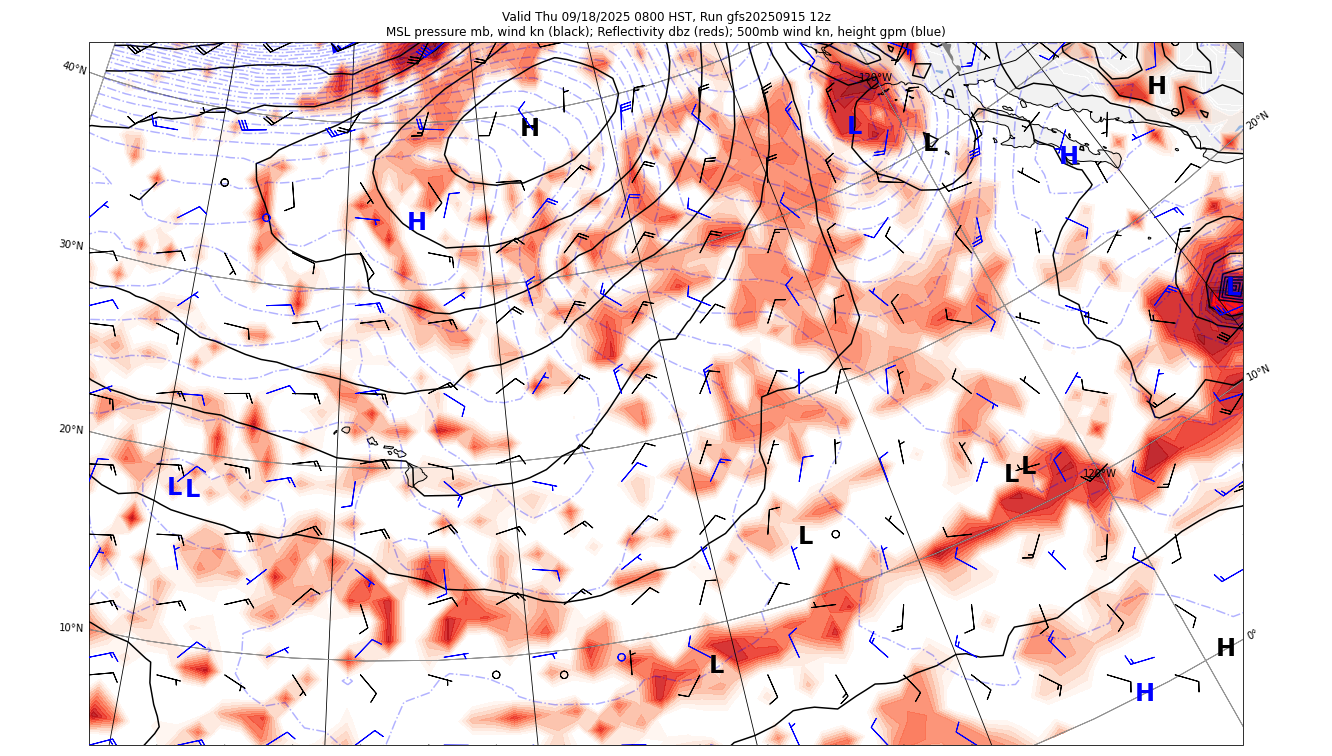 Valid Thu 09/18/2025 0800 HST, Run gfs20250915 12z
MSL pressure mb, wind kn (black); Reflectivity dbz (reds); 500mb wind kn, height gpm (blue)
40°N
130°W
H
H
L
L
H
20°N
H
30°N
L
10°N
20°N
L
L
120°W
L L
L
10°N
0°
H
L
H